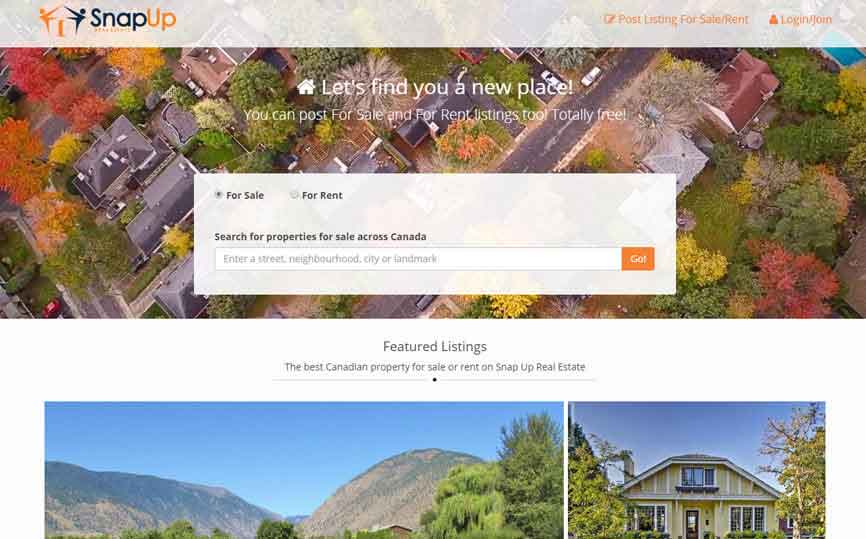 SnapUp
REAL ESTATE
Post Listing For Sale/Rent
Login/Join
Let's find you a new place!
You can post For Sale and For Rent listings too! Totally free!
For Sale
For Rent
Search for properties for sale across Canada
Enter a street, neighbourhood, city or landmark
Go!
Featured Listings
The best Canadian property for sale or rent on Snap Up Real Estate